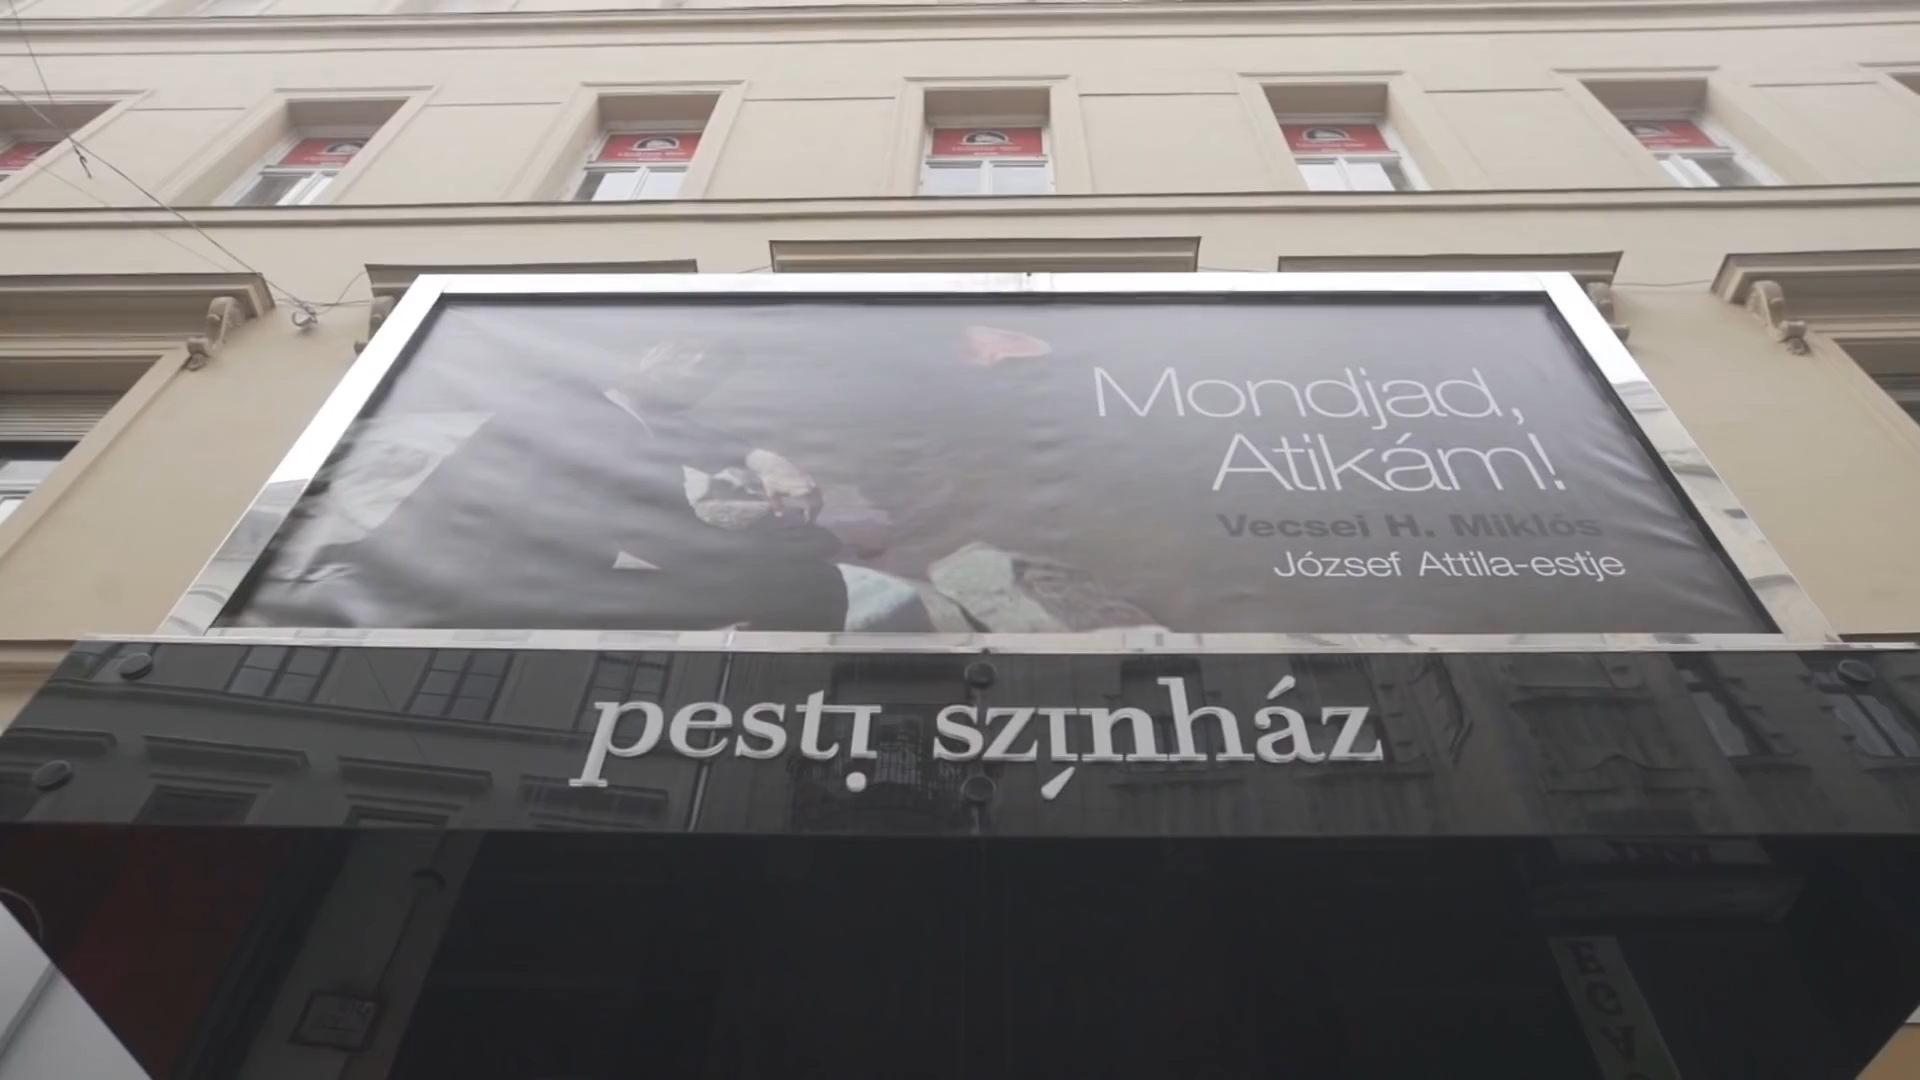 Mondjad,
Atikám!
Vecsei H. Miklós
József Attila-estje
pesti színház